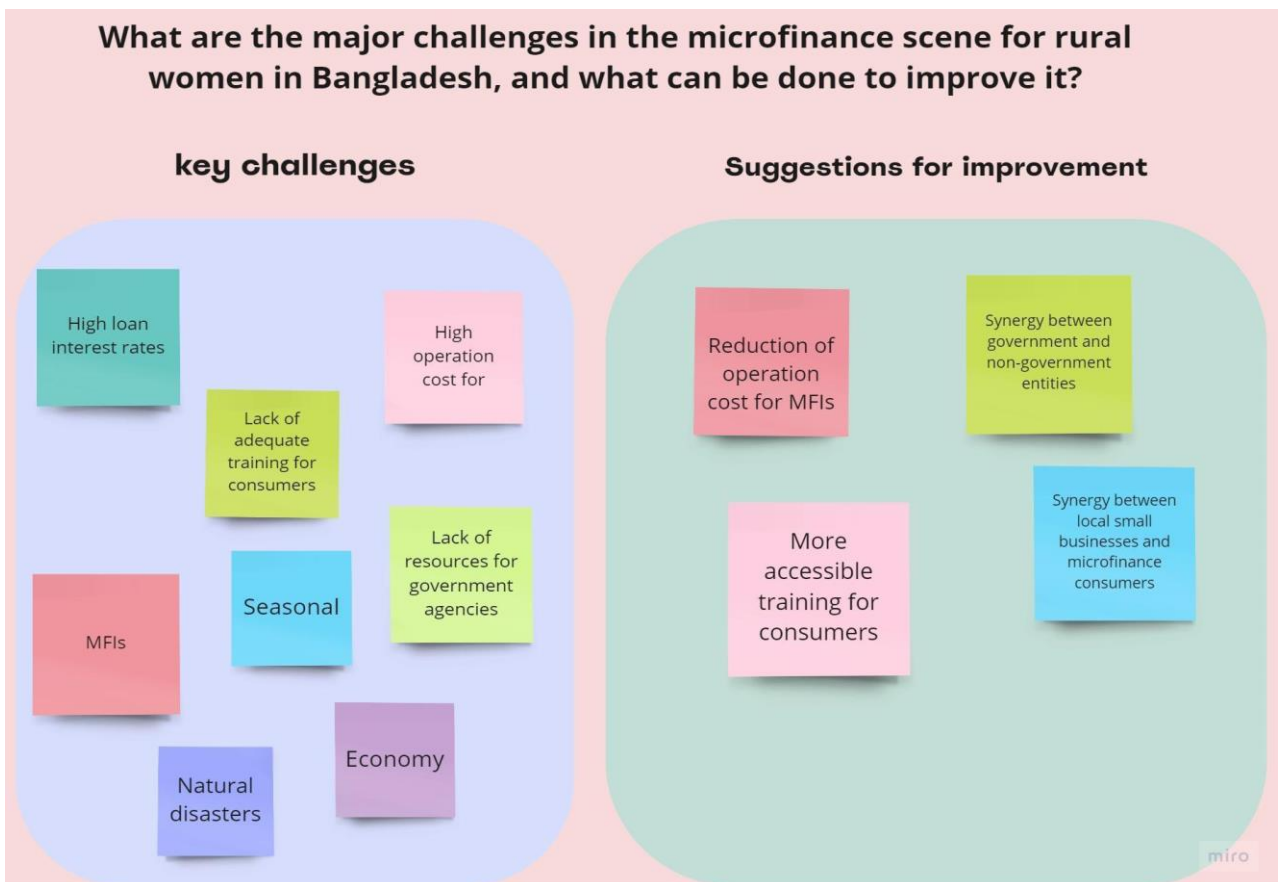 What are the major challenges in the microfinance scene for rural
women in Bangladesh, and what can be done to improve it?
key challenges
High loan
interest rates
High
operation
cost for
Lack of
adequate
training for
consumers
Lack of
resources for
government
agencies
Seasonal
MFIs
Economy
Natural
disasters
Suggestions for improvement
Reduction of
operation
cost for MFIs
Synergy between
government and
non-government
entities
Synergy between
local small
businesses and
microfinance
consumers
More
accessible
training for
consumers
miro